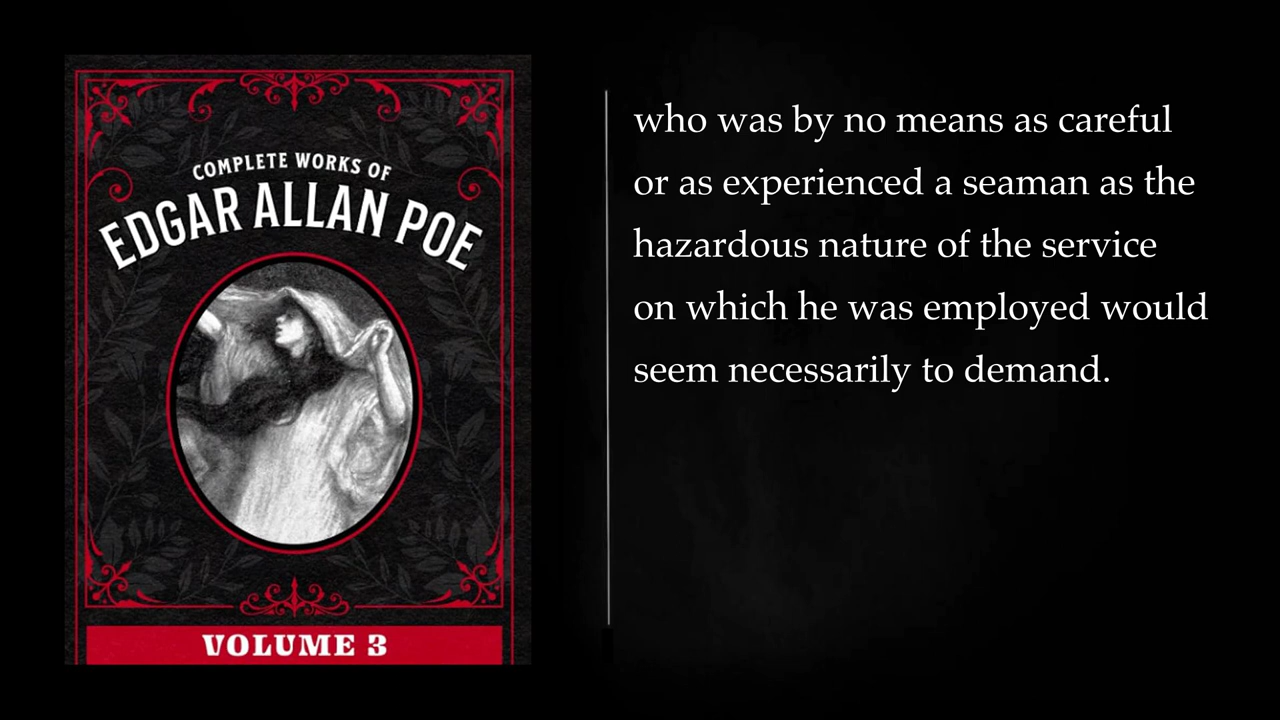 COMPLETE WORKS OF
EDGAR ALLAN POE
VOLUME 3
who was by no means as careful
or as experienced a seaman as the
hazardous nature of the service
on which he was employed would
seem necessarily to demand.